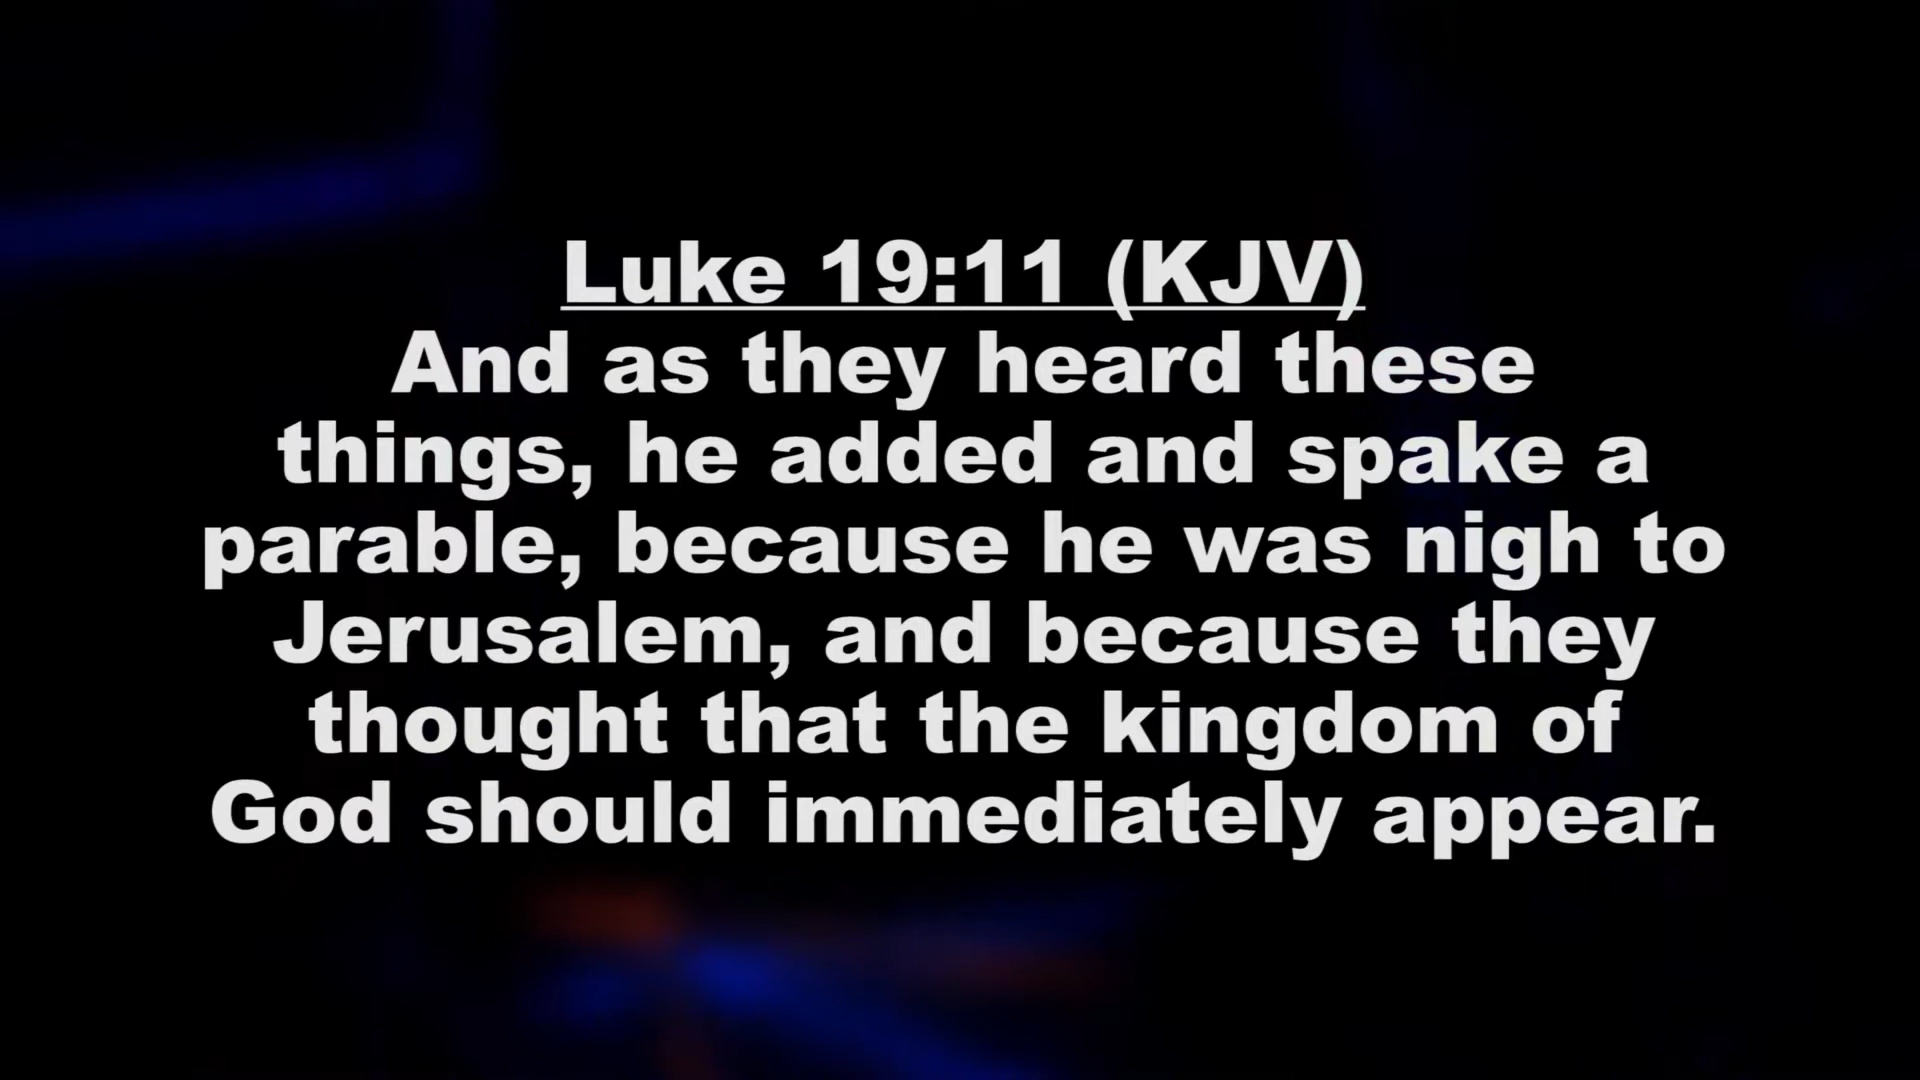 Luke 19:11 (KJV)
And as they heard these
things, he added and spake a
parable, because he was nigh to
Jerusalem, and because they
thought that the kingdom of
God should immediately appear.